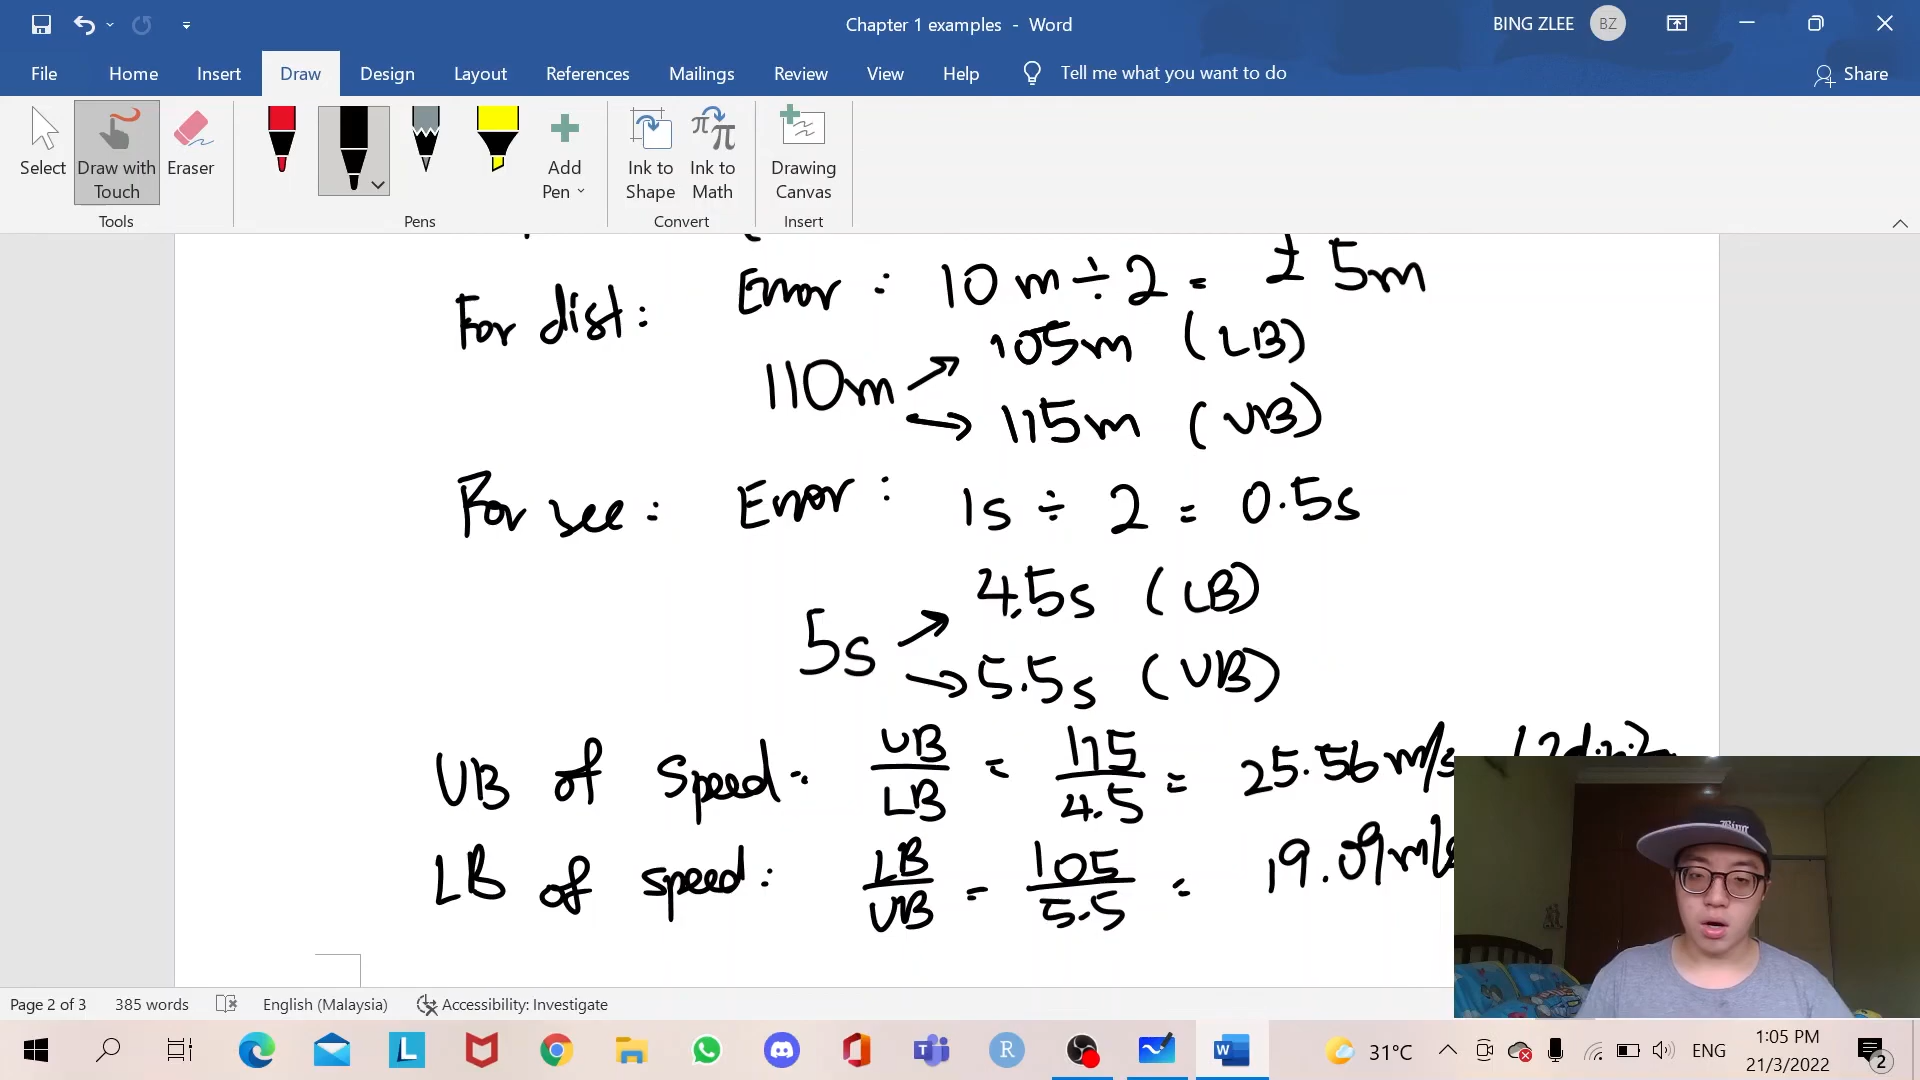 Chapter 1 examples - Word
BING ZLEE BZ
File Home Insert Draw Design Layout References Mailings Review View Help Tell me what you want to do Share
Select Draw with Touch Eraser
Add Pen
Ink to Shape Ink to Math
Drawing Canvas
Tools Pens Convert Insert
For dist: Error : 10 m ÷ 2 = ± 5m
110m
105m (LB)
115m (UB)
For sec : Error : 1s ÷ 2 = 0.5s
5s
4.5s (LB)
5.5s (UB)
UB of speed: UB/LB = 115/4.5 = 25.56 m/s
LB of speed: LB/UB = 105/5.5 = 19.09 m/s
Bing
Page 2 of 3 385 words English (Malaysia) Accessibility: Investigate
L R W
31°C ENG
1:05 PM
21/3/2022
2